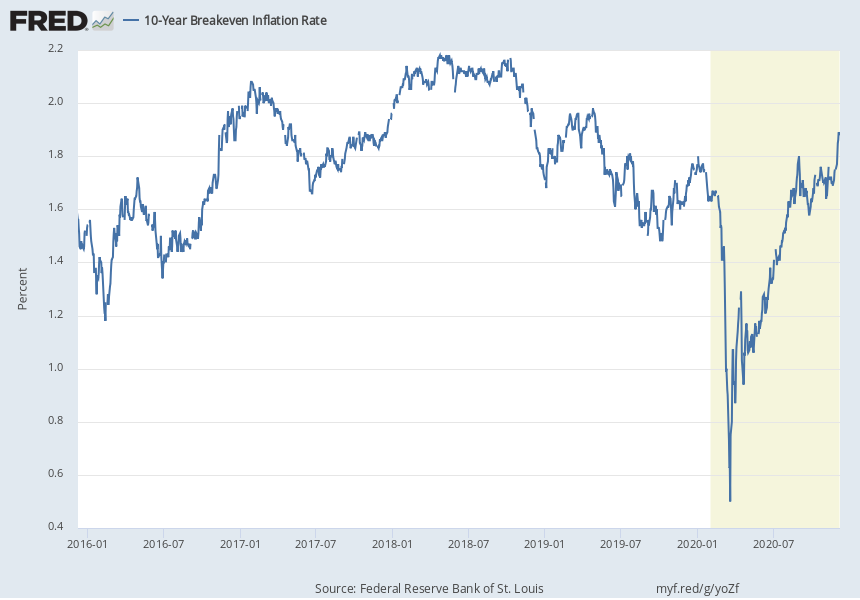 FRED 10-Year Breakeven Inflation Rate
2.2
2.0
1.8
1.6
1.4
1.2
1.0
0.8
0.6
0.4
Percent
2016-01 2016-07 2017-01 2017-07 2018-01 2018-07 2019-01 2019-07 2020-01 2020-07
Source: Federal Reserve Bank of St. Louis myf.red/g/yoZf